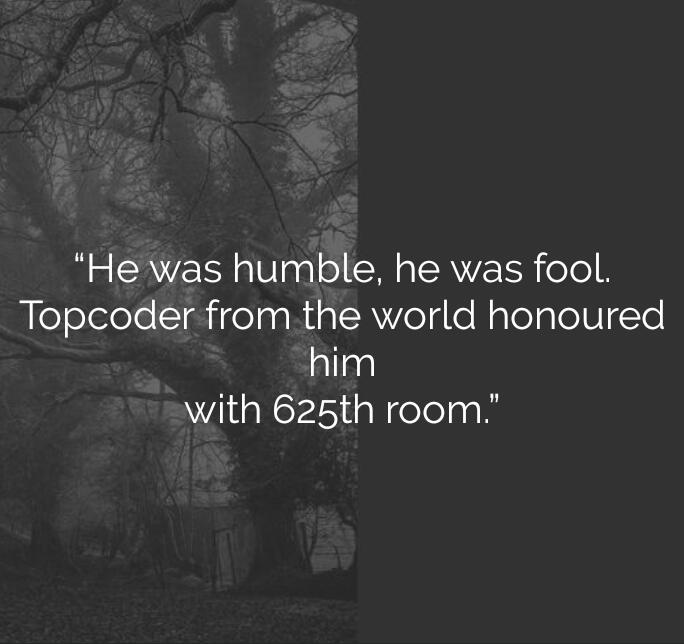 “He was humble, he was fool.
Topcoder from the world honoured
him
with 625th room.”